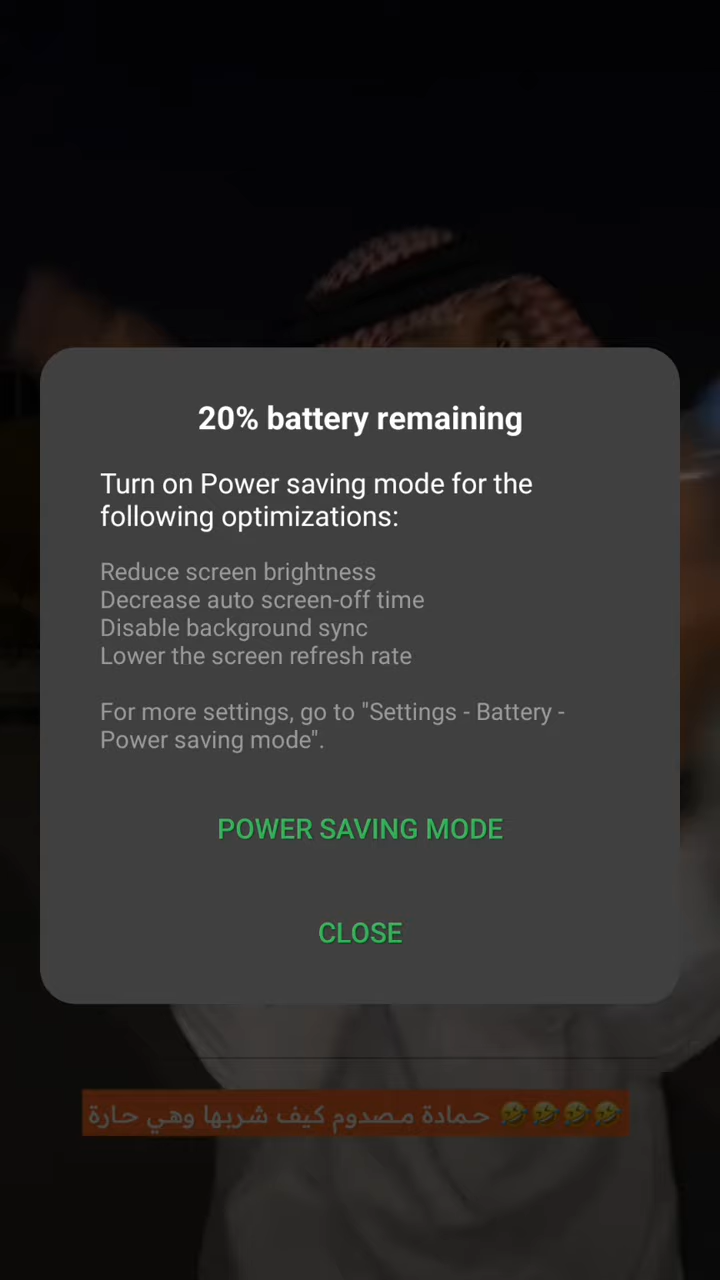 20% battery remaining
Turn on Power saving mode for the
following optimizations:
Reduce screen brightness
Decrease auto screen-off time
Disable background sync
Lower the screen refresh rate
For more settings, go to "Settings - Battery -
Power saving mode".
POWER SAVING MODE
CLOSE
حمادة مصدوم كيف شربها وهي حارة 🤣🤣🤣🤣